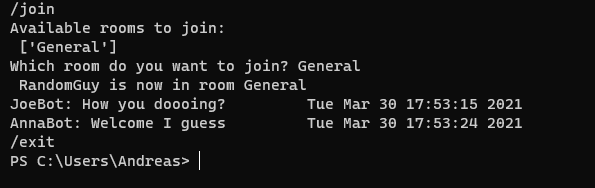 /join
Available rooms to join:
 ['General']
Which room do you want to join? General
 RandomGuy is now in room General
JoeBot: How you doooing?         Tue Mar 30 17:53:15 2021
AnnaBot: Welcome I guess         Tue Mar 30 17:53:24 2021
/exit
PS C:\Users\Andreas>